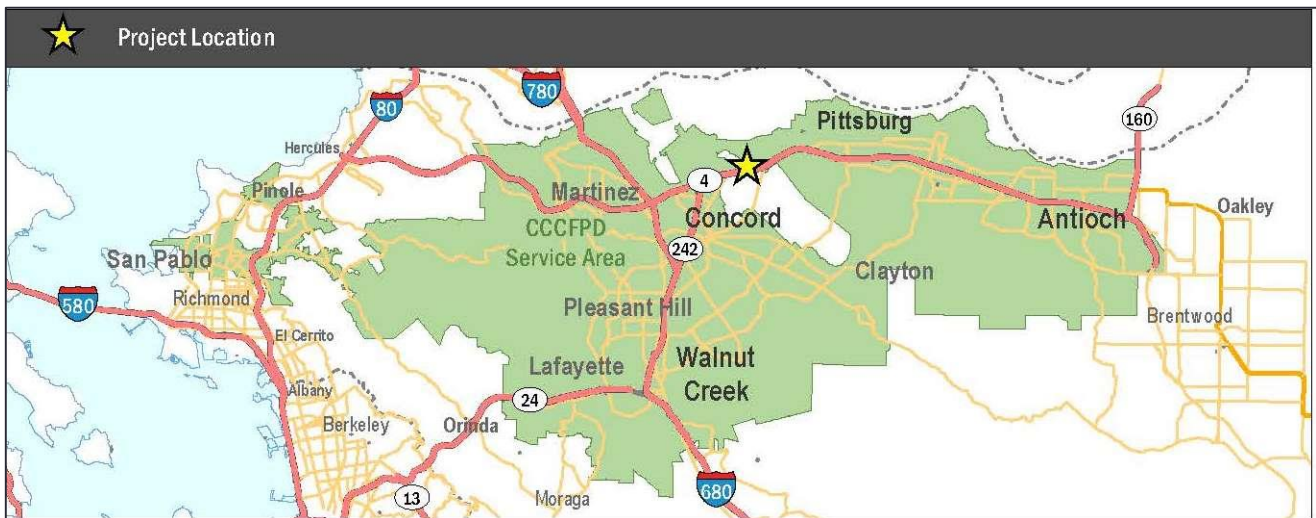 Project Location
80
780
160
Pittsburg
Hercules
4
Martinez
Pinole
Oakley
Concord
Antioch
CCCFPD
Service Area
242
San Pablo
Clayton
Richmond
580
Pleasant Hill
Brentwood
El Cerrito
Walnut
Creek
Lafayette
Albany
24
Berkeley
Orinda
680
13
Moraga